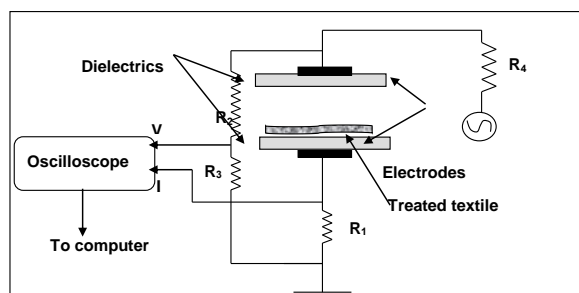 Dielectrics
R4
R2
V
Oscilloscope
R3
I
Electrodes
Treated textile
R1
To computer